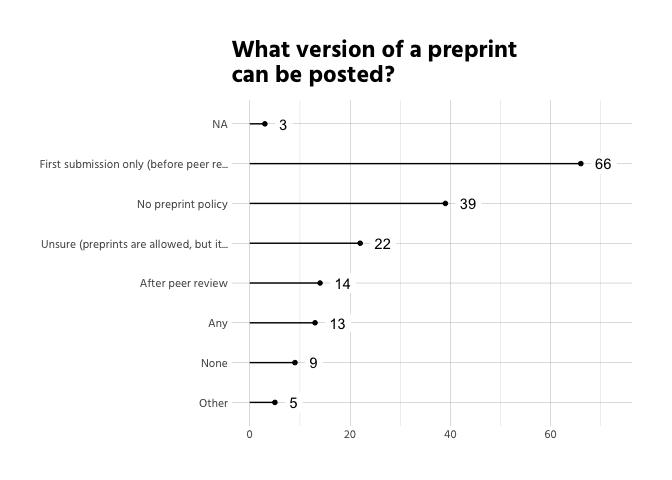 What version of a preprint
can be posted?
NA 3
First submission only (before peer re... 66
No preprint policy 39
Unsure (preprints are allowed, but it... 22
After peer review 14
Any 13
None 9
Other 5
0 20 40 60